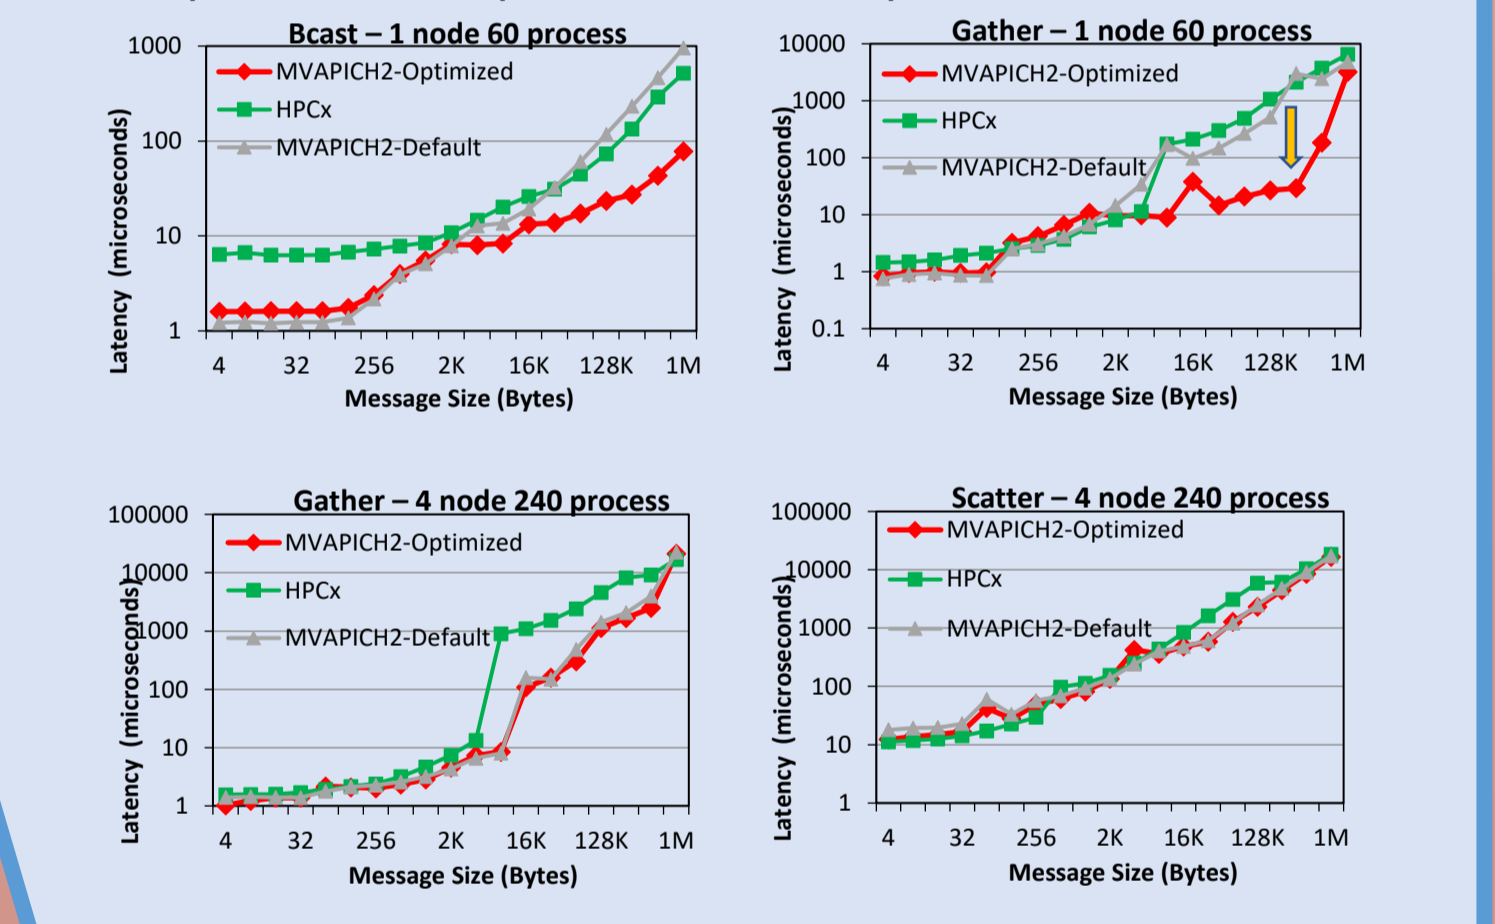 Bcast – 1 node 60 process
1000
100
10
1
MVAPICH2-Optimized
HPCx
MVAPICH2-Default
Latency (microseconds)
4 32 256 2K 16K 128K 1M
Message Size (Bytes)
Gather – 1 node 60 process
10000
1000
100
10
1
0.1
MVAPICH2-Optimized
HPCx
MVAPICH2-Default
Latency (microseconds)
4 32 256 2K 16K 128K 1M
Message Size (Bytes)
Gather – 4 node 240 process
100000
10000
1000
100
10
1
MVAPICH2-Optimized
HPCx
MVAPICH2-Default
Latency (microseconds)
4 32 256 2K 16K 128K 1M
Message Size (Bytes)
Scatter – 4 node 240 process
100000
10000
1000
100
10
1
MVAPICH2-Optimized
HPCx
MVAPICH2-Default
Latency (microseconds)
4 32 256 2K 16K 128K 1M
Message Size (Bytes)